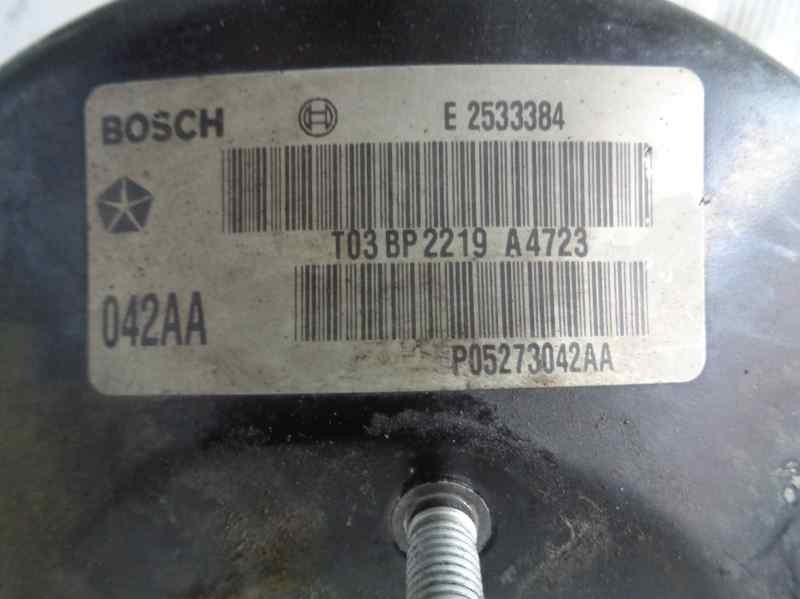 BOSCH E 2533384
T03 BP 2219 A4723
042AA
P05273042AA